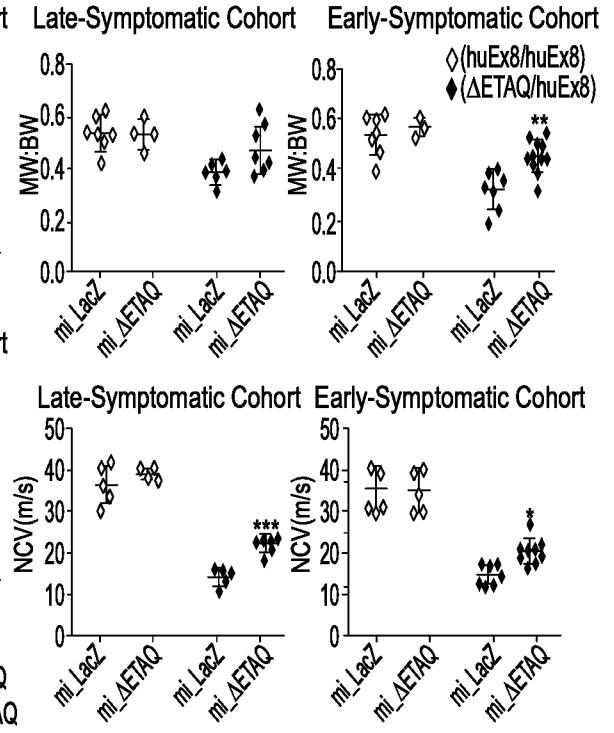 rt Late-Symptomatic Cohort Early-Symptomatic Cohort
◊(huEx8/huEx8)
♦(ΔETAQ/huEx8)
MW:BW
0.8
0.6
0.4
0.2
0.0
mi_LacZ
mi_ΔETAQ
mi_LacZ
mi_ΔETAQ
MW:BW
0.8
0.6
0.4
0.2
0.0
**
mi_LacZ
mi_ΔETAQ
mi_LacZ
mi_ΔETAQ
rt
Late-Symptomatic Cohort Early-Symptomatic Cohort
NCV(m/s)
50
40
30
20
10
0
***
mi_LacZ
mi_ΔETAQ
mi_LacZ
mi_ΔETAQ
NCV(m/s)
50
40
30
20
10
0
*
mi_LacZ
mi_ΔETAQ
mi_LacZ
mi_ΔETAQ
Q
AQ